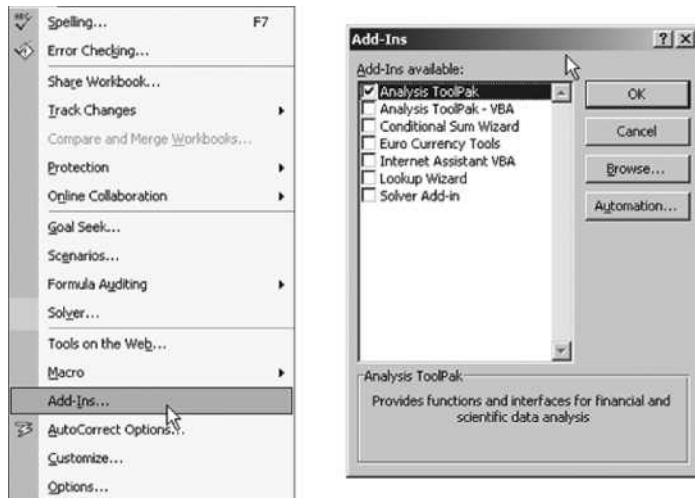 Spelling... F7
Error Checking...
Share Workbook...
Track Changes
Compare and Merge Workbooks...
Protection
Online Collaboration
Goal Seek...
Scenarios...
Formula Auditing
Solver...
Tools on the Web...
Macro
Add-Ins...
AutoCorrect Options...
Customize...
Options...
Add-Ins
Add-Ins available:
Analysis ToolPak
Analysis ToolPak - VBA
Conditional Sum Wizard
Euro Currency Tools
Internet Assistant VBA
Lookup Wizard
Solver Add-in
OK
Cancel
Browse...
Automation...
Analysis ToolPak
Provides functions and interfaces for financial and
scientific data analysis